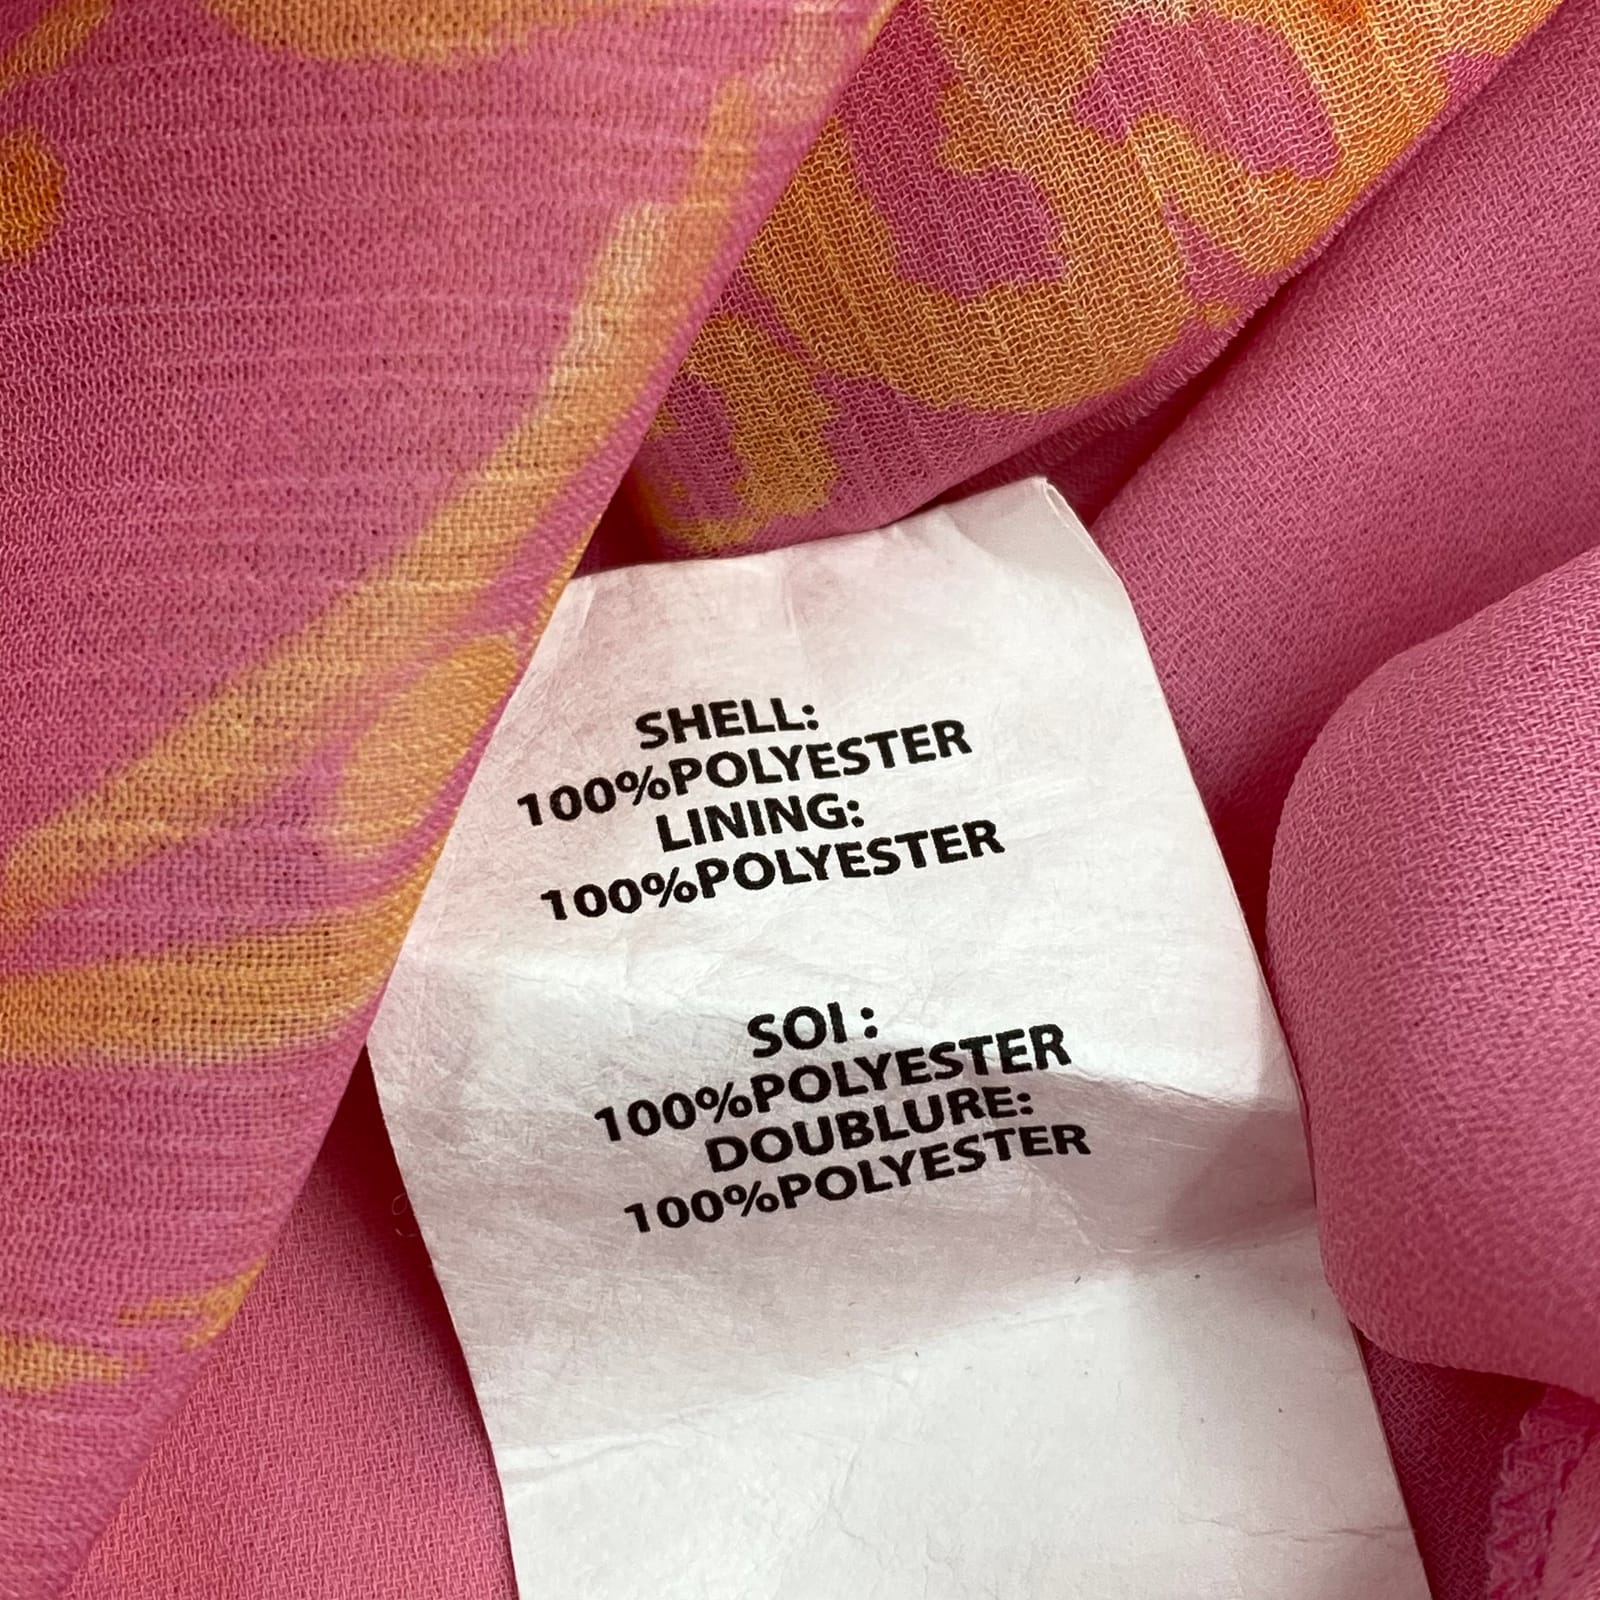 SHELL:
100%POLYESTER
LINING:
100%POLYESTER
SOI :
100%POLYESTER
DOUBLURE:
100%POLYESTER